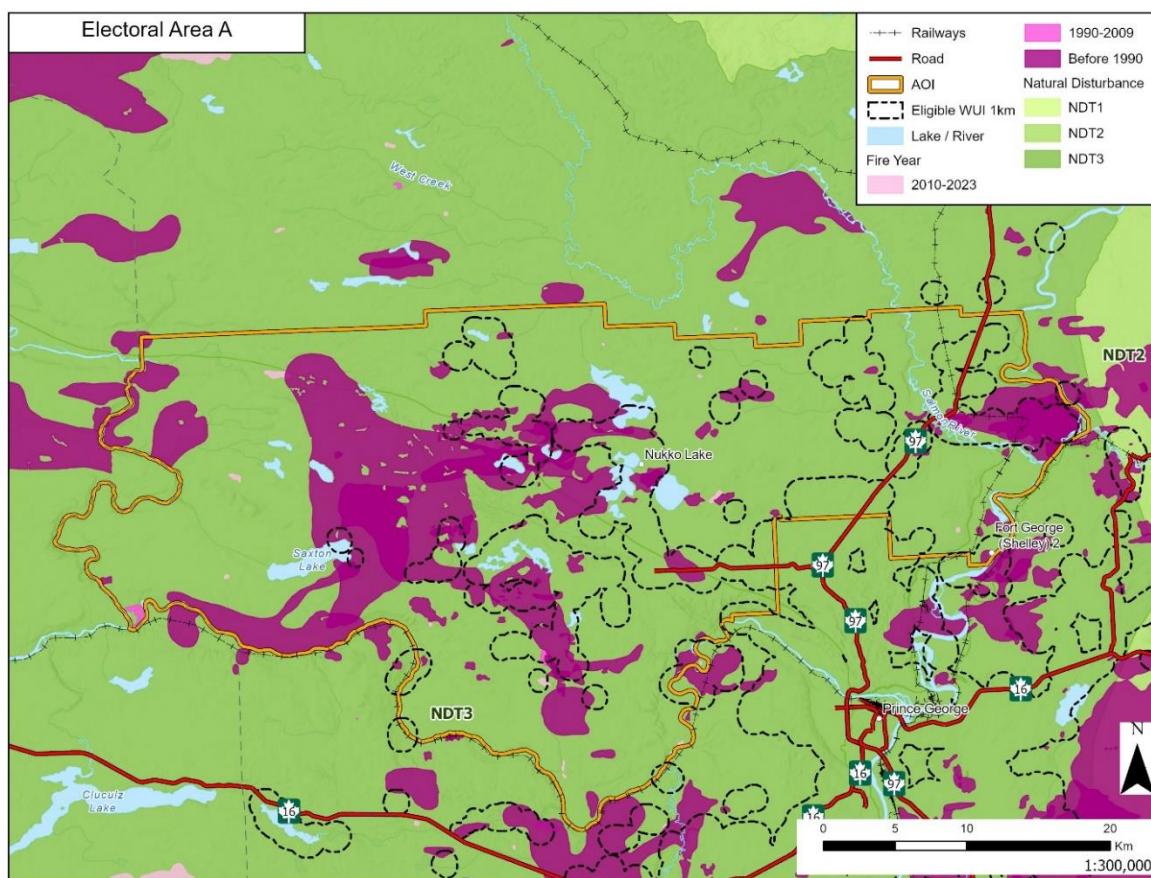 Electoral Area A
Railways
Road
AOI
Eligible WUI 1km
Lake / River
Fire Year
2010-2023
1990-2009
Before 1990
Natural Disturbance
NDT1
NDT2
NDT3
West Creek
NDT2
Salmon River
97
Nukko Lake
Fort George
(Shelley) 2
Saxton
Lake
97
97
16
NDT3
Prince George
N
Cluculz
Lake
16
16
97
16
0 5 10 20
Km
1:300,000